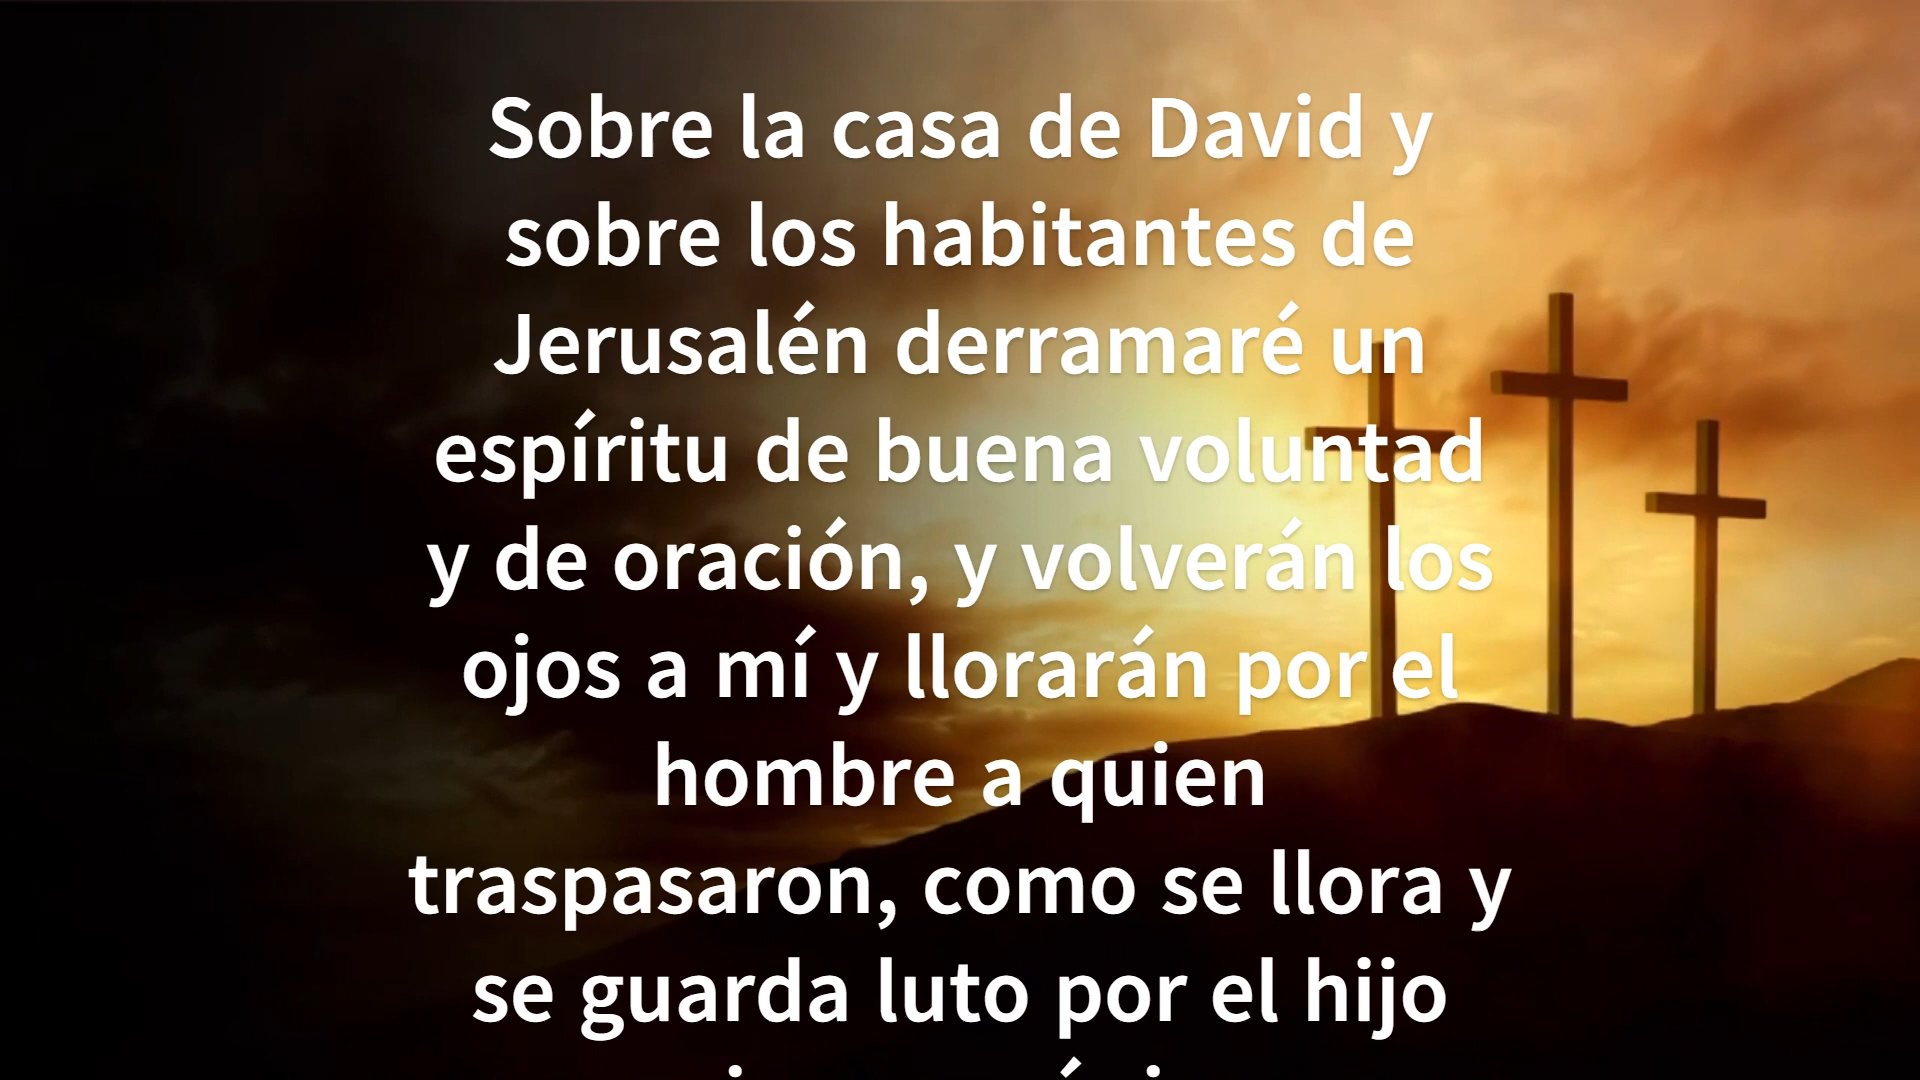 Sobre la casa de David y
sobre los habitantes de
Jerusalén derramaré un
espíritu de buena voluntad
y de oración, y volverán los
ojos a mí y llorarán por el
hombre a quien
traspasaron, como se llora y
se guarda luto por el hijo